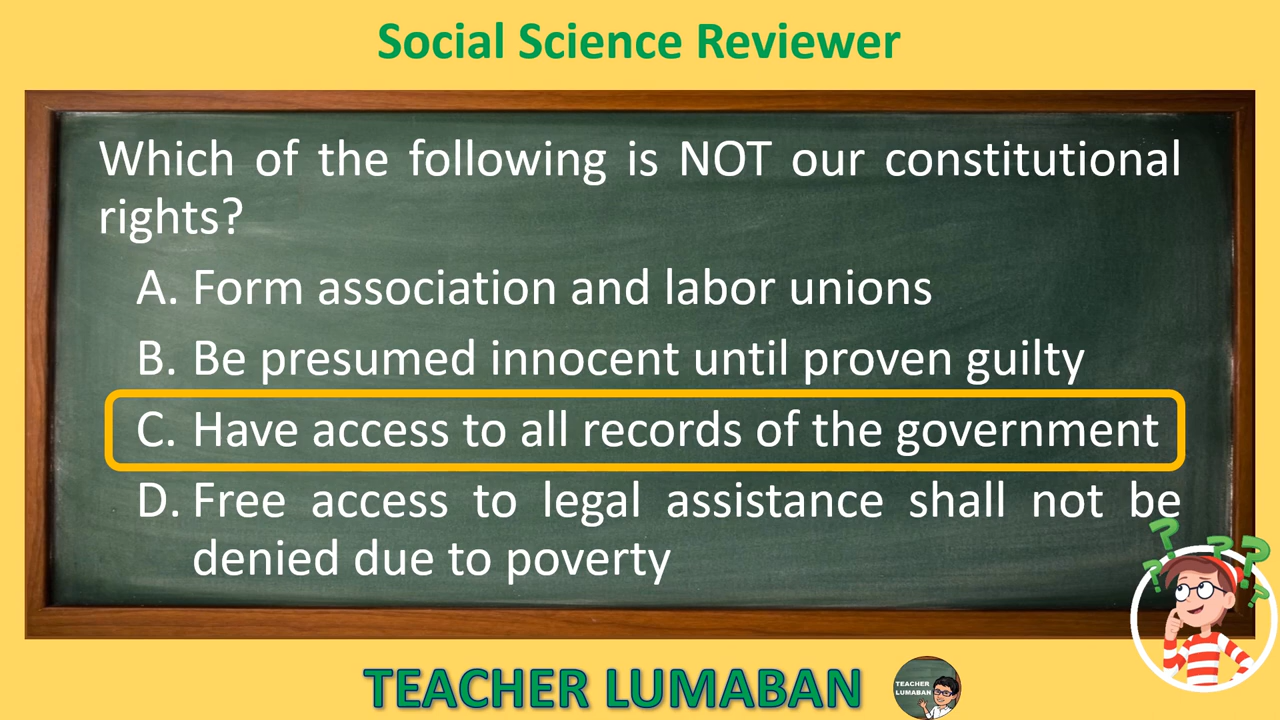 Social Science Reviewer
Which of the following is NOT our constitutional
rights?
A. Form association and labor unions
B. Be presumed innocent until proven guilty
C. Have access to all records of the government
D. Free access to legal assistance shall not be
denied due to poverty
TEACHER LUMABAN
TEACHER
LUMABAN